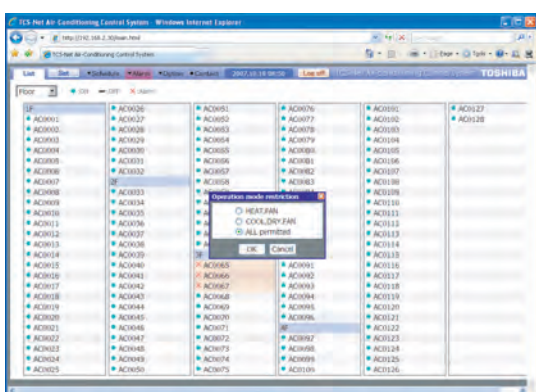 TCS-Net Air Conditioning Control System - Windows Internet Explorer
TCS-Net Air Conditioning Control System
List Set Schedule Alarm Option Contact Log off TOSHIBA
Floor ON OFF Alarm
1F
AC0001
AC0002
AC0003
AC0004
AC0005
AC0006
AC0007
AC0008
AC0009
AC0010
AC0011
AC0012
AC0013
AC0014
AC0015
AC0016
AC0017
AC0018
AC0019
AC0020
AC0021
AC0022
AC0023
AC0024
AC0025
AC0026
AC0027
AC0028
AC0029
AC0030
AC0031
AC0032
2F
AC0033
AC0034
AC0035
AC0036
AC0037
AC0038
AC0039
AC0040
AC0041
AC0042
AC0043
AC0044
AC0045
AC0046
AC0047
AC0048
AC0049
AC0050
AC0051
AC0052
AC0053
AC0054
AC0055
AC0056
AC0057
AC0058
3F
AC0065
AC0066
AC0067
AC0068
AC0069
AC0070
AC0071
AC0072
AC0073
AC0074
AC0075
AC0076
AC0077
AC0078
AC0079
AC0080
AC0081
AC0082
AC0083
Operation mode restriction
HEAT,FAN
COOL,DAY,FAN
ALL permitted
OK Cancel
AC0091
AC0092
AC0093
AC0094
AC0095
AC0096
4F
AC0097
AC0098
AC0099
AC0100
AC0101
AC0102
AC0103
AC0104
AC0105
AC0106
AC0107
AC0108
AC0109
AC0110
AC0111
AC0112
AC0113
AC0114
AC0115
AC0116
AC0117
AC0118
AC0119
AC0120
AC0121
AC0122
AC0123
AC0124
AC0125
AC0126
AC0127
AC0128